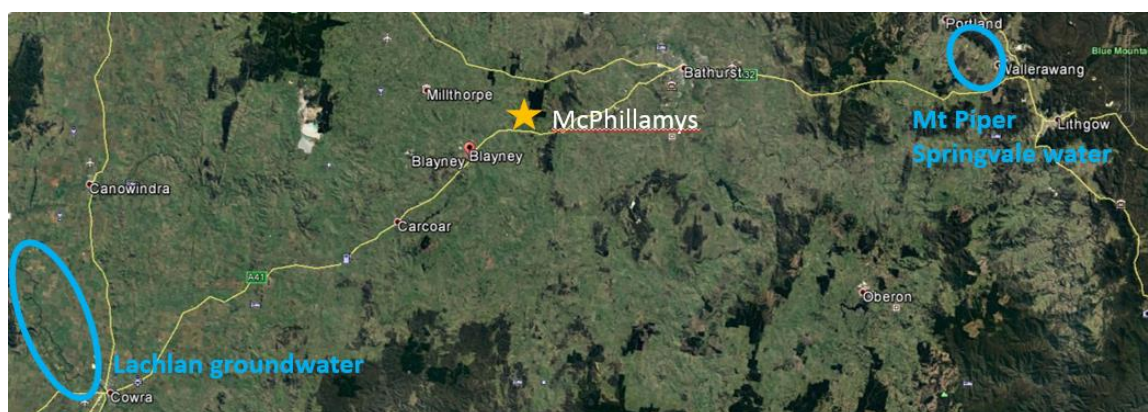 Portland
Blue Mounta
Wallerawang
Bathurst
32
Millthorpe
McPhillamys
Mt Piper
Springvale water
Lithgow
Blayney
Blayney
Canowindra
Carcoar
A41
Oberon
Lachlan groundwater
Cowra